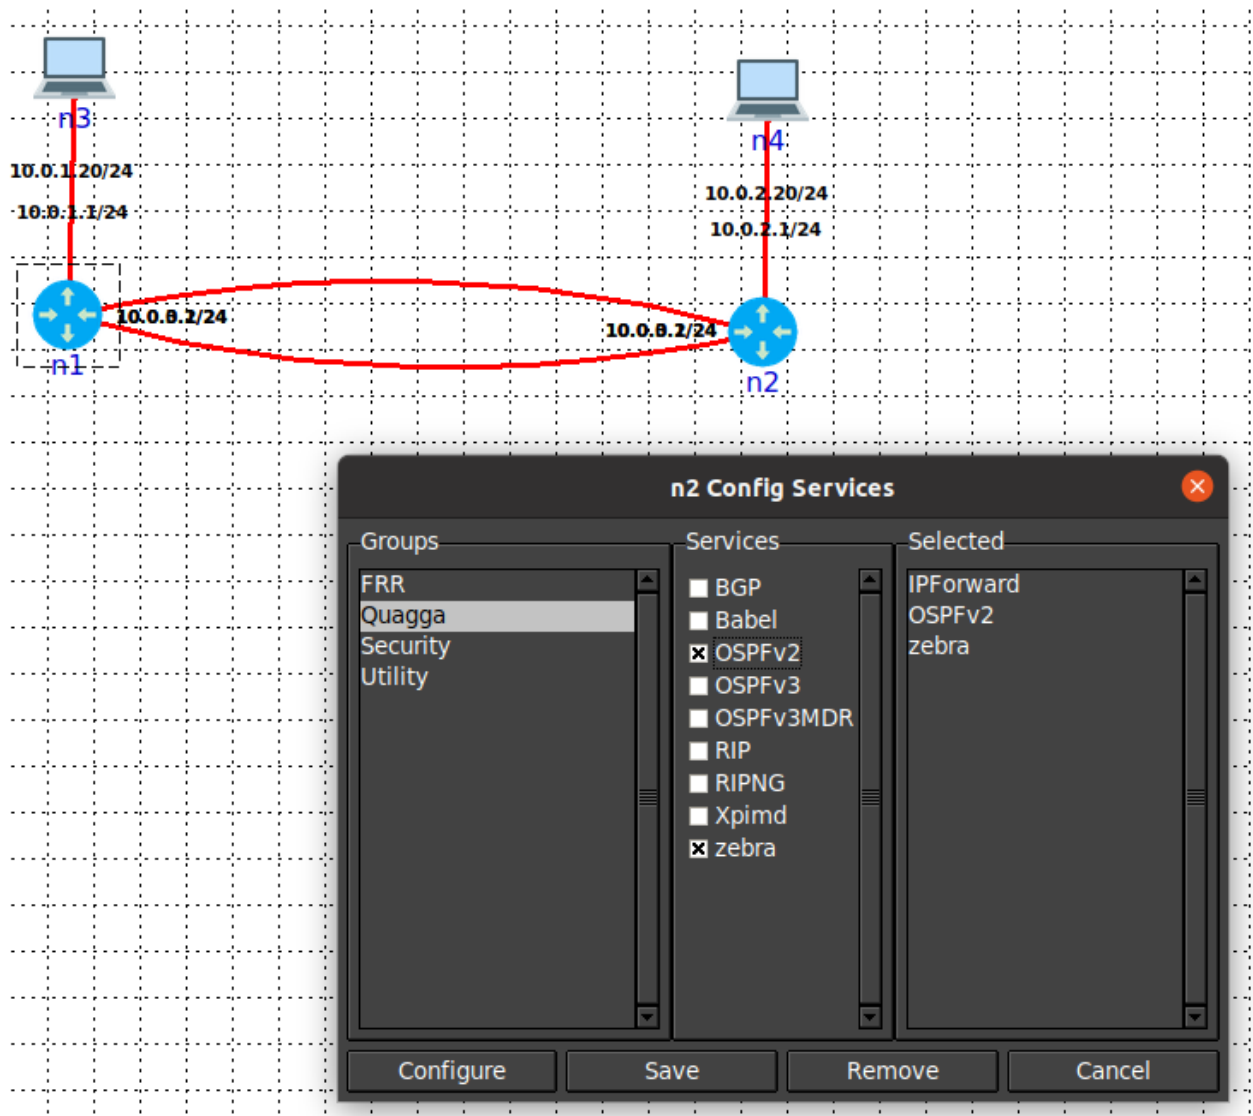 n3
n4
10.0.1.20/24
10.0.2.20/24
10.0.1.1/24
10.0.2.1/24
n1
n2
n2 Config Services
Groups
Services
Selected
FRR
Quagga
Security
Utility
BGP
Babel
OSPFv2
OSPFv3
OSPFv3MDR
RIP
RIPNG
Xpimd
zebra
IPForward
OSPFv2
zebra
Configure
Save
Remove
Cancel